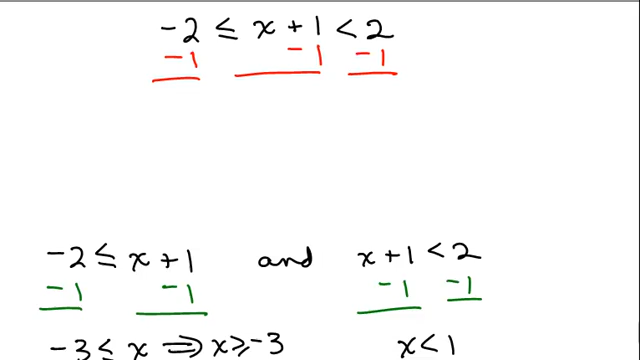 -2 ≤ x + 1 < 2
-1 -1 -1
-2 ≤ x + 1 and x + 1 < 2
-1 -1 -1 -1
-3 ≤ x ⇒ x ≥ -3 x < 1